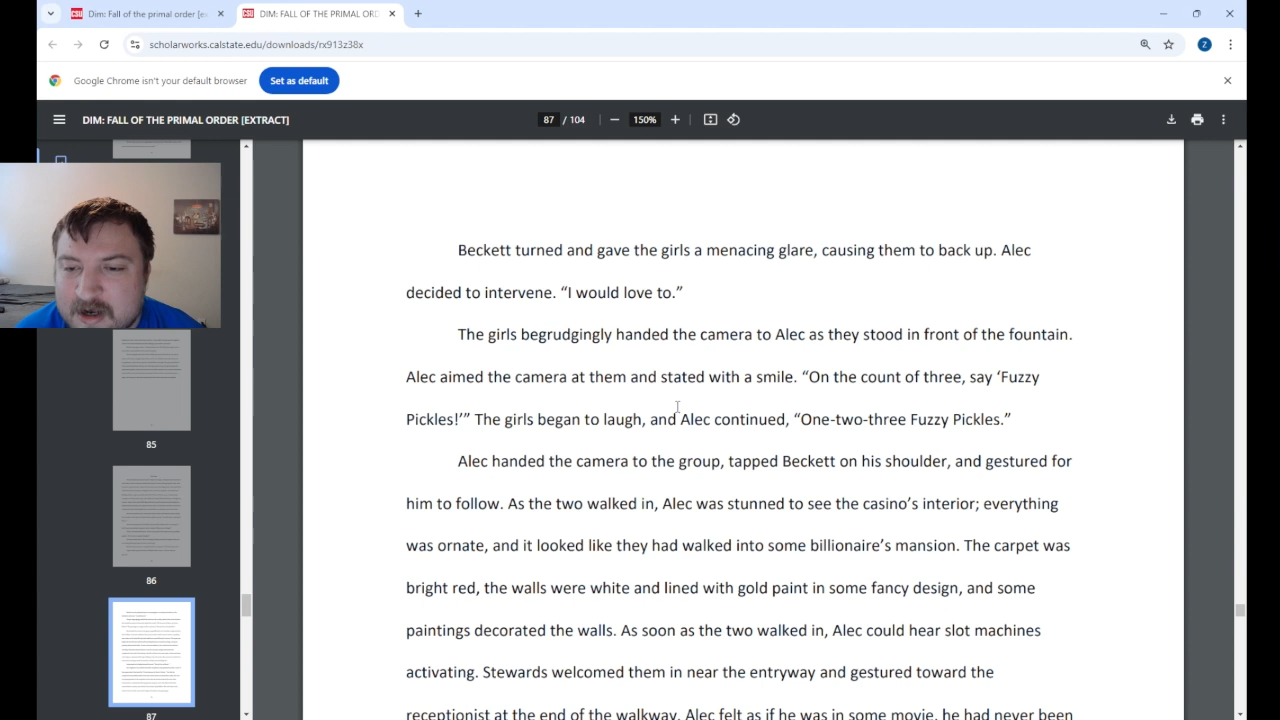 Dim: Fall of the primal order [ex
DIM: FALL OF THE PRIMAL ORD
scholarworks.calstate.edu/downloads/rx913z38x
Z
Google Chrome isn't your default browser
Set as default
DIM: FALL OF THE PRIMAL ORDER [EXTRACT]
87 / 104
150%
Beckett turned and gave the girls a menacing glare, causing them to back up. Alec
decided to intervene. “I would love to.”
The girls begrudgingly handed the camera to Alec as they stood in front of the fountain.
Alec aimed the camera at them and stated with a smile. “On the count of three, say ‘Fuzzy
Pickles!’” The girls began to laugh, and Alec continued, “One-two-three Fuzzy Pickles.”
Alec handed the camera to the group, tapped Beckett on his shoulder, and gestured for
him to follow. As the two walked in, Alec was stunned to see the casino’s interior; everything
was ornate, and it looked like they had walked into some billionaire’s mansion. The carpet was
bright red, the walls were white and lined with gold paint in some fancy design, and some
paintings decorated the walls. As soon as the two walked in, Alec could hear slot machines
activating. Stewards welcomed them in near the entryway and gestured toward the
receptionist at the end of the walkway. Alec felt as if he was in some movie, he had never been
85
86
87